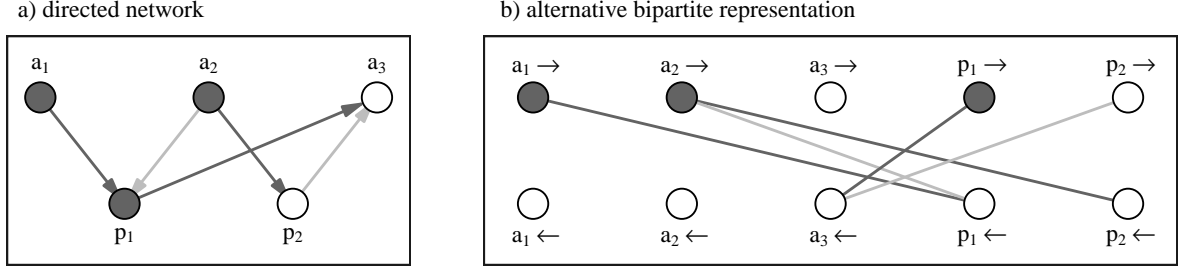 a) directed network
b) alternative bipartite representation
a₁ a₂ a₃
p₁ p₂
a₁ → a₂ → a₃ → p₁ → p₂ →
a₁ ← a₂ ← a₃ ← p₁ ← p₂ ←